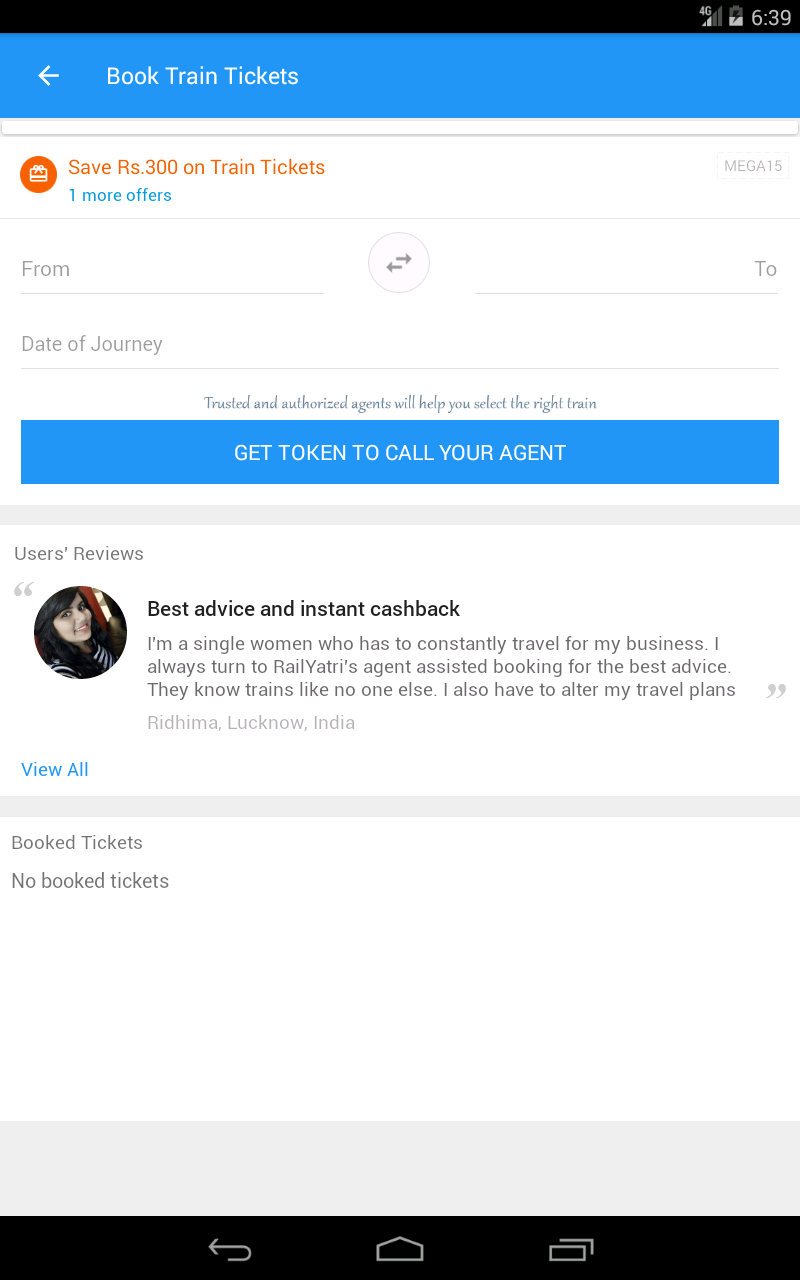 4G 6:39
Book Train Tickets
Save Rs.300 on Train Tickets
MEGA15
1 more offers
From
To
Date of Journey
Trusted and authorized agents will help you select the right train
GET TOKEN TO CALL YOUR AGENT
Users' Reviews
“
Best advice and instant cashback
I'm a single women who has to constantly travel for my business. I
always turn to RailYatri's agent assisted booking for the best advice.
They know trains like no one else. I also have to alter my travel plans
”
Ridhima, Lucknow, India
View All
Booked Tickets
No booked tickets